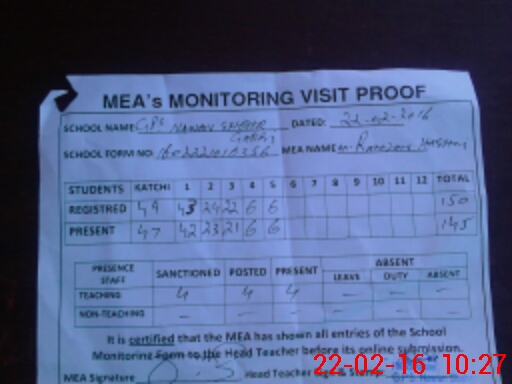 MEA's MONITORING VISIT PROOF
SCHOOL NAME: GPS DATED: 22-02-2016
SCHOOL FORM NO: MEA NAME
STUDENTS KATCHI 1 2 3 4 5 6 7 8 9 10 11 12 TOTAL
REGISTRED 49 43 24 22 6 6 150
PRESENT 47 42 23 21 6 6 145
PRESENCE STAFF SANCTIONED POSTED PRESENT ABSENT
LEAVE DUTY ABSENT
TEACHING 4 4 4 - - -
NON-TEACHING - - - - - -
It is certified that the MEA has shown all entries of the School
Monitoring Form to the Head Teacher before its online submission.
MEA Signature Head Teacher
22-02-16 10:27